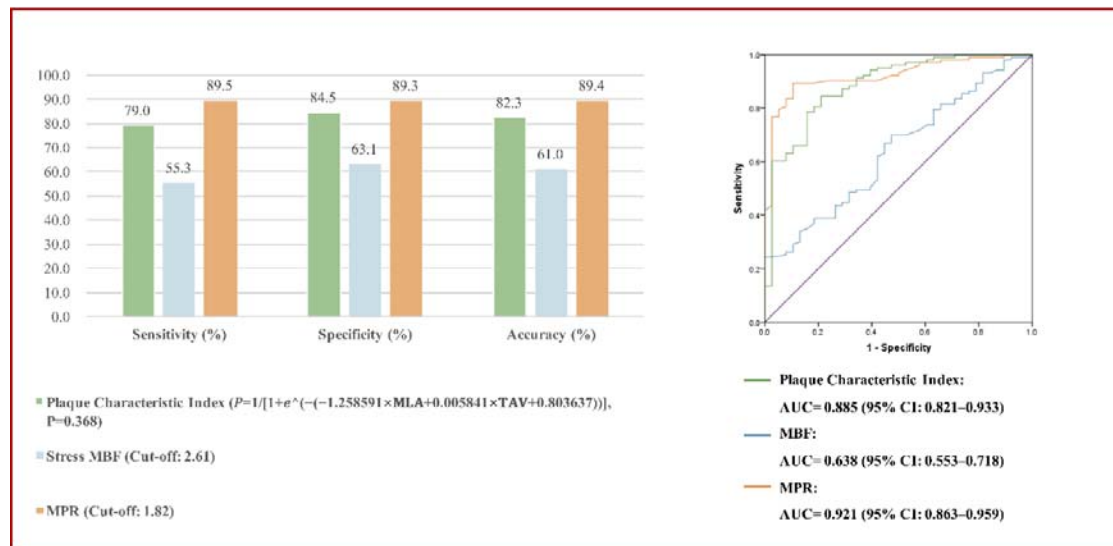 100.0
90.0
80.0
70.0
60.0
50.0
40.0
30.0
20.0
10.0
0.0
79.0
55.3
89.5
84.5
63.1
89.3
82.3
61.0
89.4
Sensitivity (%)
Specificity (%)
Accuracy (%)
Plaque Characteristic Index (P=1/[1+e^(−(−1.258591×MLA+0.005841×TAV+0.803637))],
P=0.368)
Stress MBF (Cut-off: 2.61)
MPR (Cut-off: 1.82)
Sensitivity
1.0
0.8
0.6
0.4
0.2
0.0
0.0 0.2 0.4 0.6 0.8 1.0
1 - Specificity
Plaque Characteristic Index:
AUC= 0.885 (95% CI: 0.821–0.933)
MBF:
AUC= 0.638 (95% CI: 0.553–0.718)
MPR:
AUC= 0.921 (95% CI: 0.863–0.959)